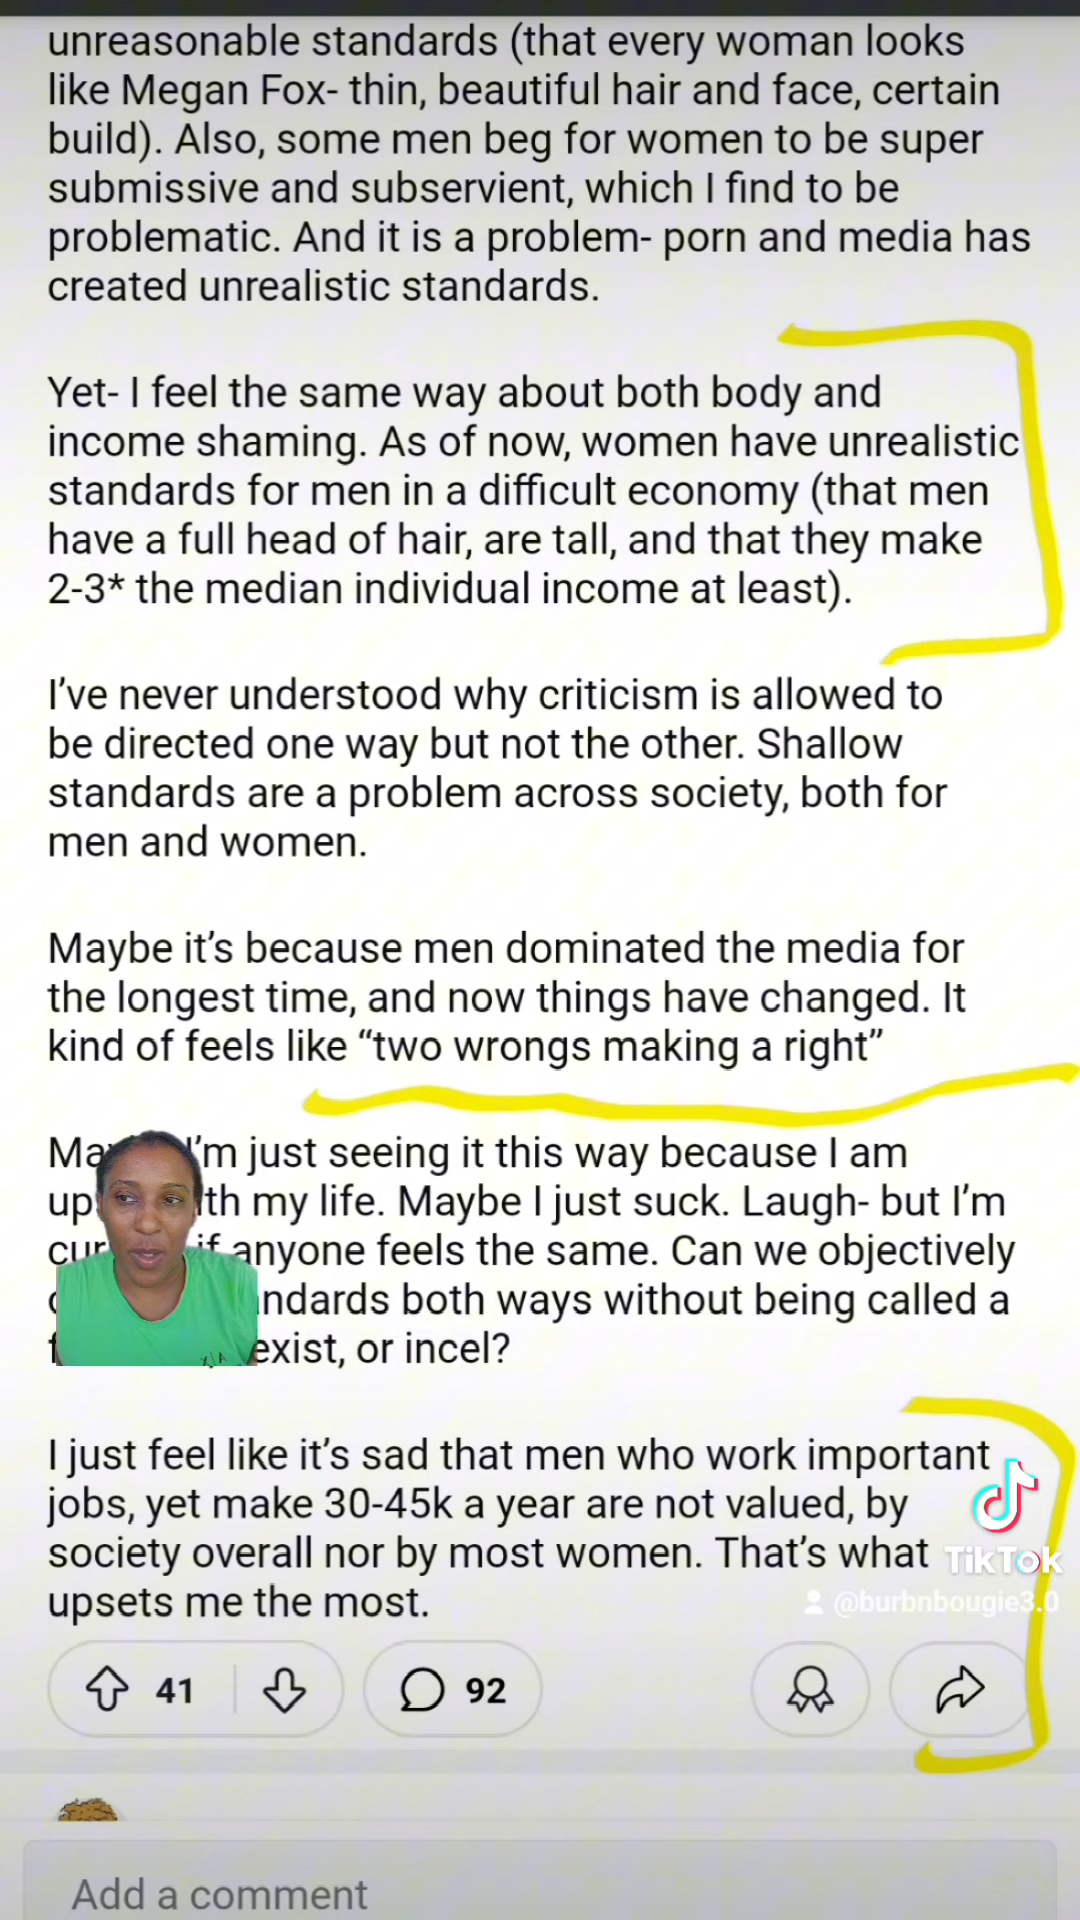 unreasonable standards (that every woman looks
like Megan Fox- thin, beautiful hair and face, certain
build). Also, some men beg for women to be super
submissive and subservient, which I find to be
problematic. And it is a problem- porn and media has
created unrealistic standards.
Yet- I feel the same way about both body and
income shaming. As of now, women have unrealistic
standards for men in a difficult economy (that men
have a full head of hair, are tall, and that they make
2-3* the median individual income at least).
I've never understood why criticism is allowed to
be directed one way but not the other. Shallow
standards are a problem across society, both for
men and women.
Maybe it's because men dominated the media for
the longest time, and now things have changed. It
kind of feels like “two wrongs making a right”
I'm just seeing it this way because I am
my life. Maybe I just suck. Laugh- but I'm
if anyone feels the same. Can we objectively
both ways without being called a
or incel?
I just feel like it's sad that men who work important
jobs, yet make 30-45k a year are not valued, by
society overall nor by most women. That's what
upsets me the most.
TikTok
@burbnbougie3.0
41
92
Add a comment